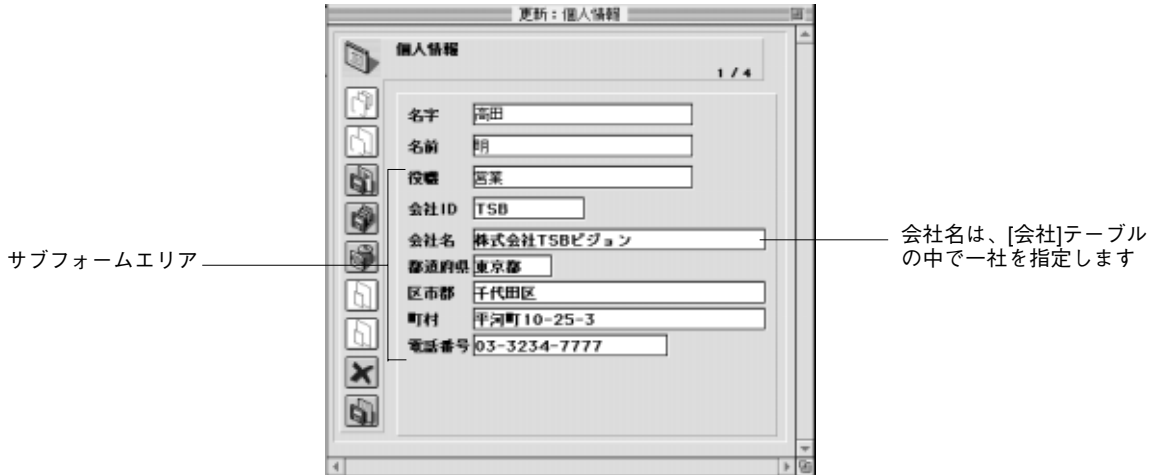 更新：個人情報
個人情報
1 / 4
名字 高田
名前 明
役職 営業
会社ID TSB
会社名 株式会社TSBビジョン
都道府県 東京都
区市郡 千代田区
町村 平河町10-25-3
電話番号 03-3234-7777
サブフォームエリア
会社名は、[会社]テーブル
の中で一社を指定します